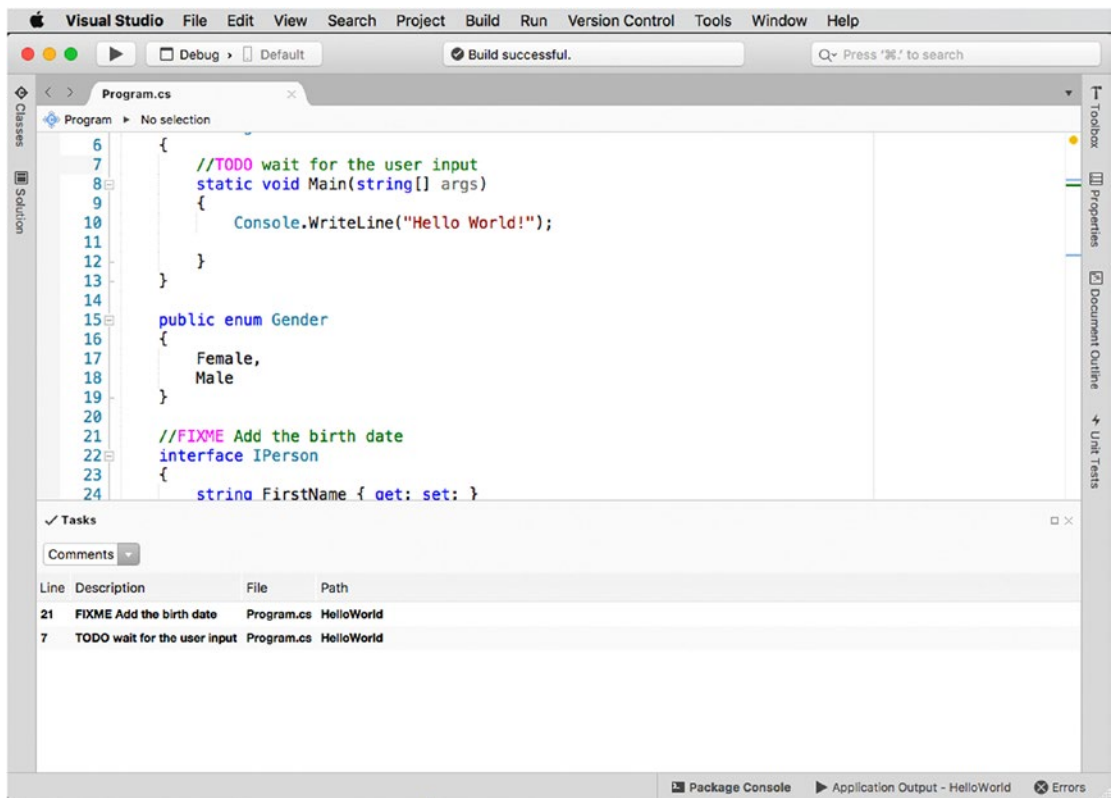 Visual Studio File Edit View Search Project Build Run Version Control Tools Window Help
Debug › Default
Build successful.
Press '⌘.' to search
Classes
Solution
Program.cs
Program ▸ No selection
6 {
7 //TODO wait for the user input
8 static void Main(string[] args)
9 {
10 Console.WriteLine("Hello World!");
11
12 }
13 }
14
15 public enum Gender
16 {
17 Female,
18 Male
19 }
20
21 //FIXME Add the birth date
22 interface IPerson
23 {
24 string FirstName { get; set; }
Toolbox
Properties
Document Outline
Unit Tests
Tasks
Comments
Line Description File Path
21 FIXME Add the birth date Program.cs HelloWorld
7 TODO wait for the user input Program.cs HelloWorld
Package Console Application Output - HelloWorld Errors